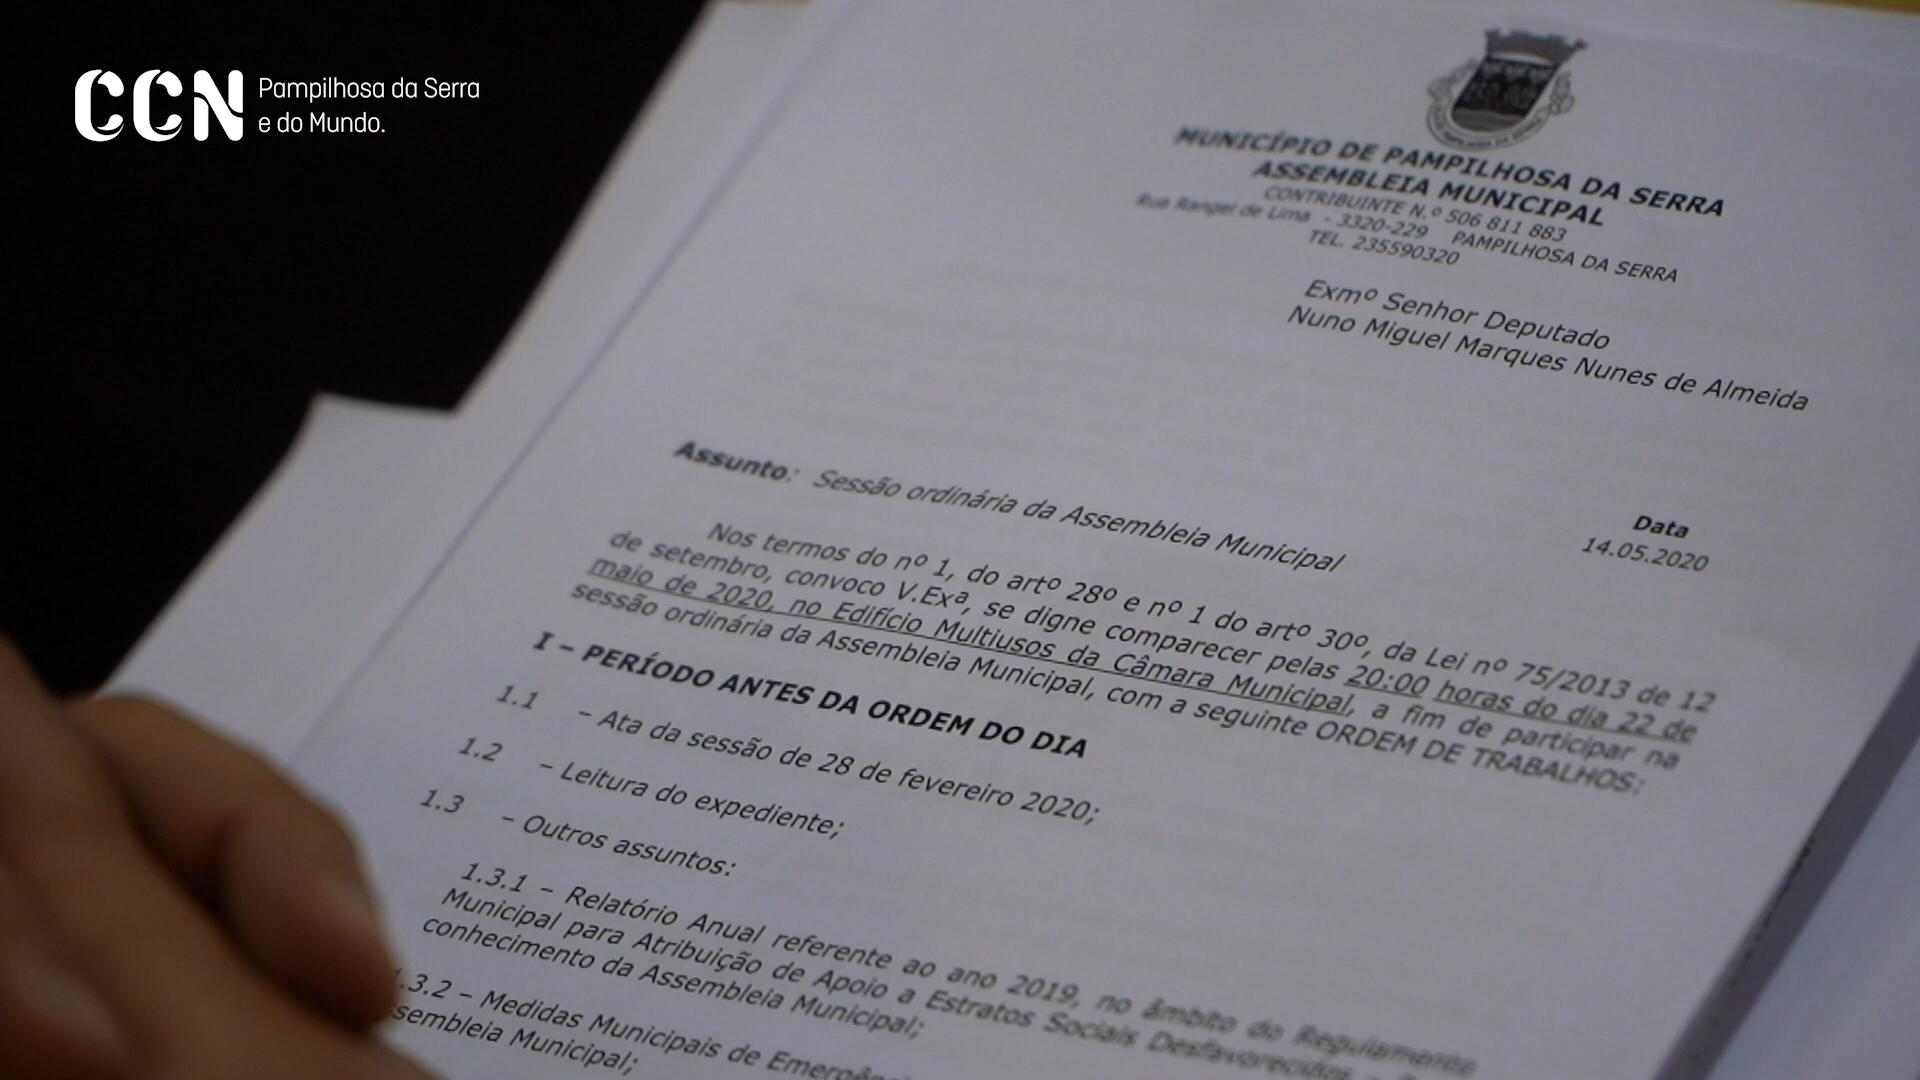 CCN Pampilhosa da Serra
e do Mundo.
MUNICÍPIO DE PAMPILHOSA DA SERRA
ASSEMBLEIA MUNICIPAL
CONTRIBUINTE N.º 506 811 883
Rua Rangel de Lima - 3320-229 PAMPILHOSA DA SERRA
TEL. 235590320
Exmº Senhor Deputado
Nuno Miguel Marques Nunes de Almeida
Assunto: Sessão ordinária da Assembleia Municipal
Data
14.05.2020
Nos termos do nº 1, do artº 28º e nº 1 do artº 30º, da Lei nº 75/2013 de 12
de setembro, convoco V.Exª, se digne comparecer pelas 20:00 horas do dia 22 de
maio de 2020, no Edifício Multiusos da Câmara Municipal, a fim de participar na
sessão ordinária da Assembleia Municipal, com a seguinte ORDEM DE TRABALHOS:
I – PERÍODO ANTES DA ORDEM DO DIA
1.1 – Ata da sessão de 28 de fevereiro 2020;
1.2 – Leitura do expediente;
1.3 – Outros assuntos:
1.3.1 – Relatório Anual referente ao ano 2019, no âmbito do Regulamento
Municipal para Atribuição de Apoio a Estratos Sociais Desfavorecidos –
conhecimento da Assembleia Municipal;
1.3.2 – Medidas Municipais de Emergên
ssembleia Municipal;